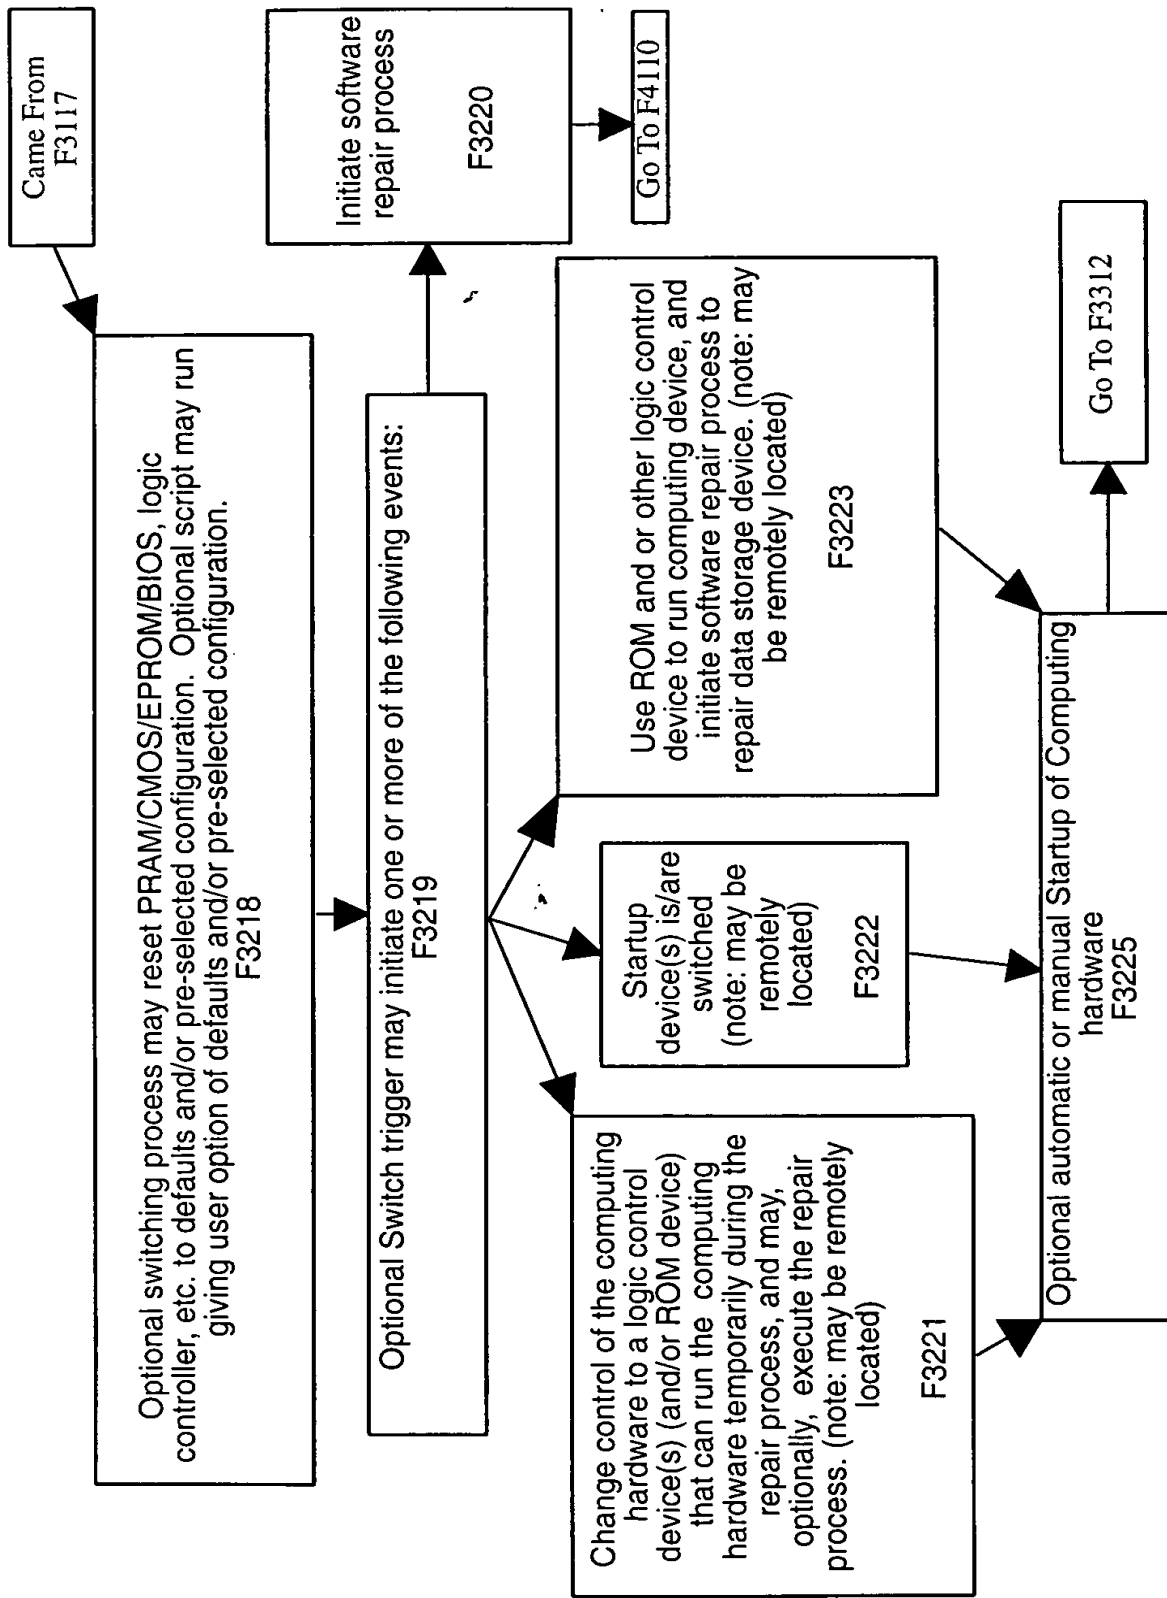 Came From
F3117
Optional switching process may reset PRAM/CMOS/EPROM/BIOS, logic
controller, etc. to defaults and/or pre-selected configuration.  Optional script may run
giving user option of defaults and/or pre-selected configuration.
F3218
Optional Switch trigger may initiate one or more of the following events:
F3219
Initiate software
repair process
F3220
Go To F4110
Change control of the computing
hardware to a logic control
device(s) (and/or ROM device)
that can run the computing
hardware temporarily during the
repair process, and may,
optionally, execute the repair
process. (note: may be remotely
located)
F3221
Startup
device(s) is/are
switched
(note: may be
remotely
located)
F3222
Use ROM and or other logic control
device to run computing device, and
initiate software repair process to
repair data storage device. (note: may
be remotely located)
F3223
Optional automatic or manual Startup of Computing
hardware
F3225
Go To F3312